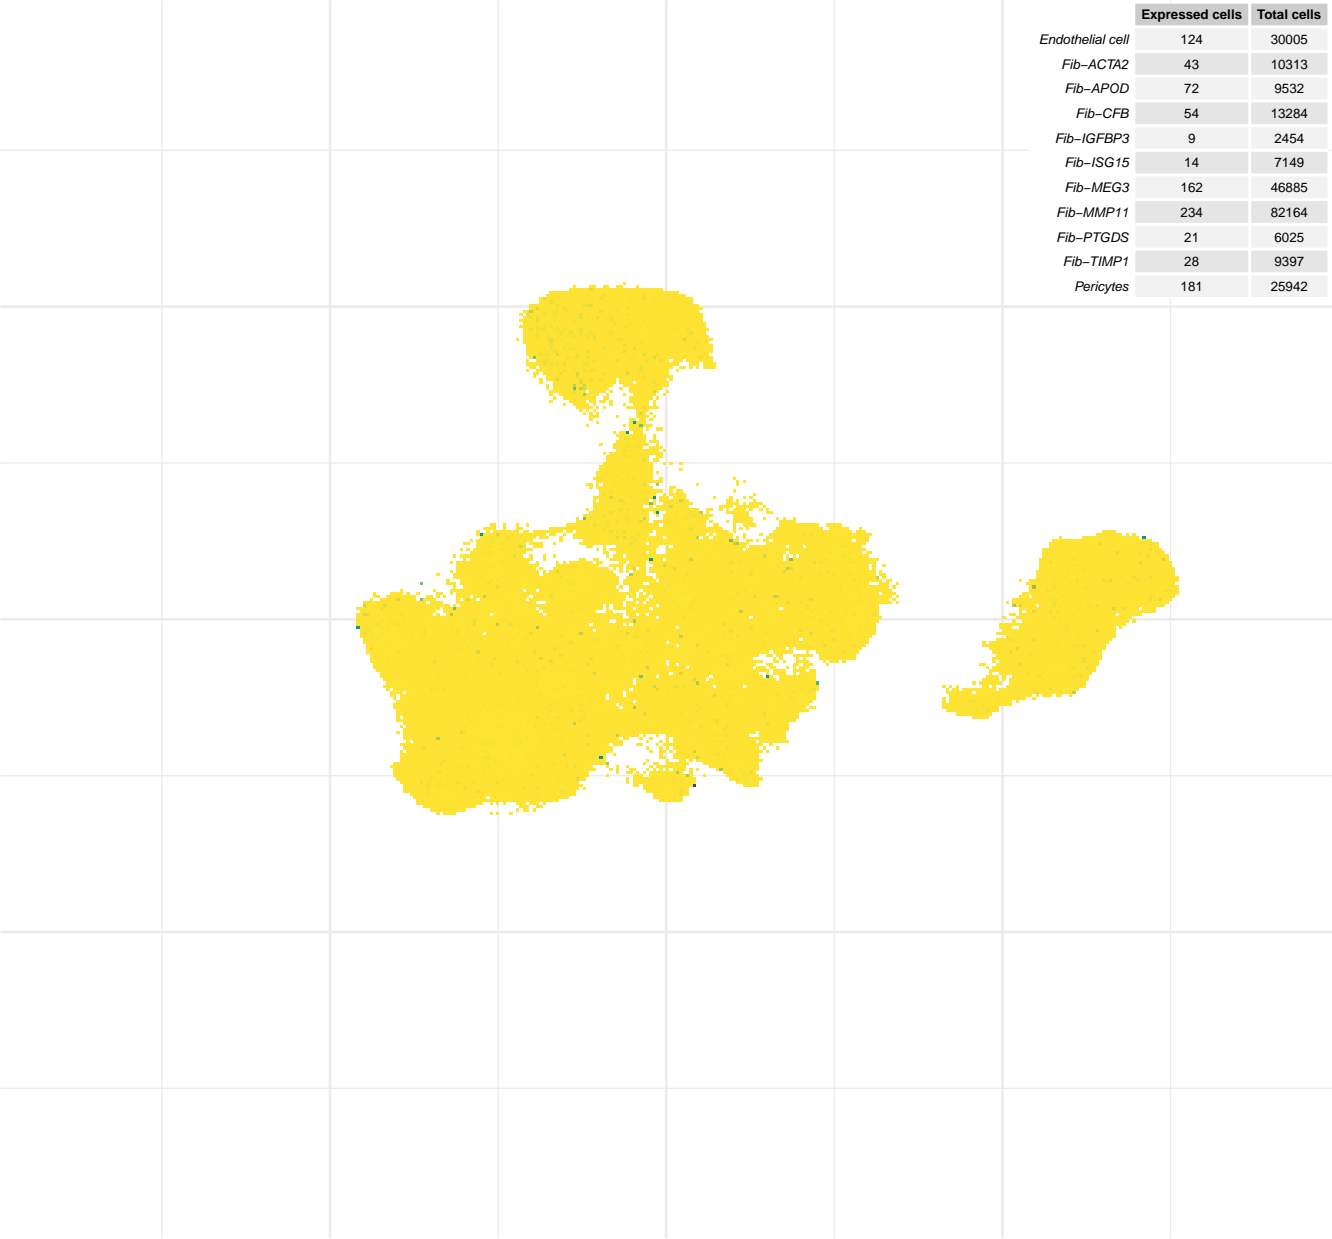 Expressed cells Total cells
Endothelial cell 124 30005
Fib−ACTA2 43 10313
Fib−APOD 72 9532
Fib−CFB 54 13284
Fib−IGFBP3 9 2454
Fib−ISG15 14 7149
Fib−MEG3 162 46885
Fib−MMP11 234 82164
Fib−PTGDS 21 6025
Fib−TIMP1 28 9397
Pericytes 181 25942